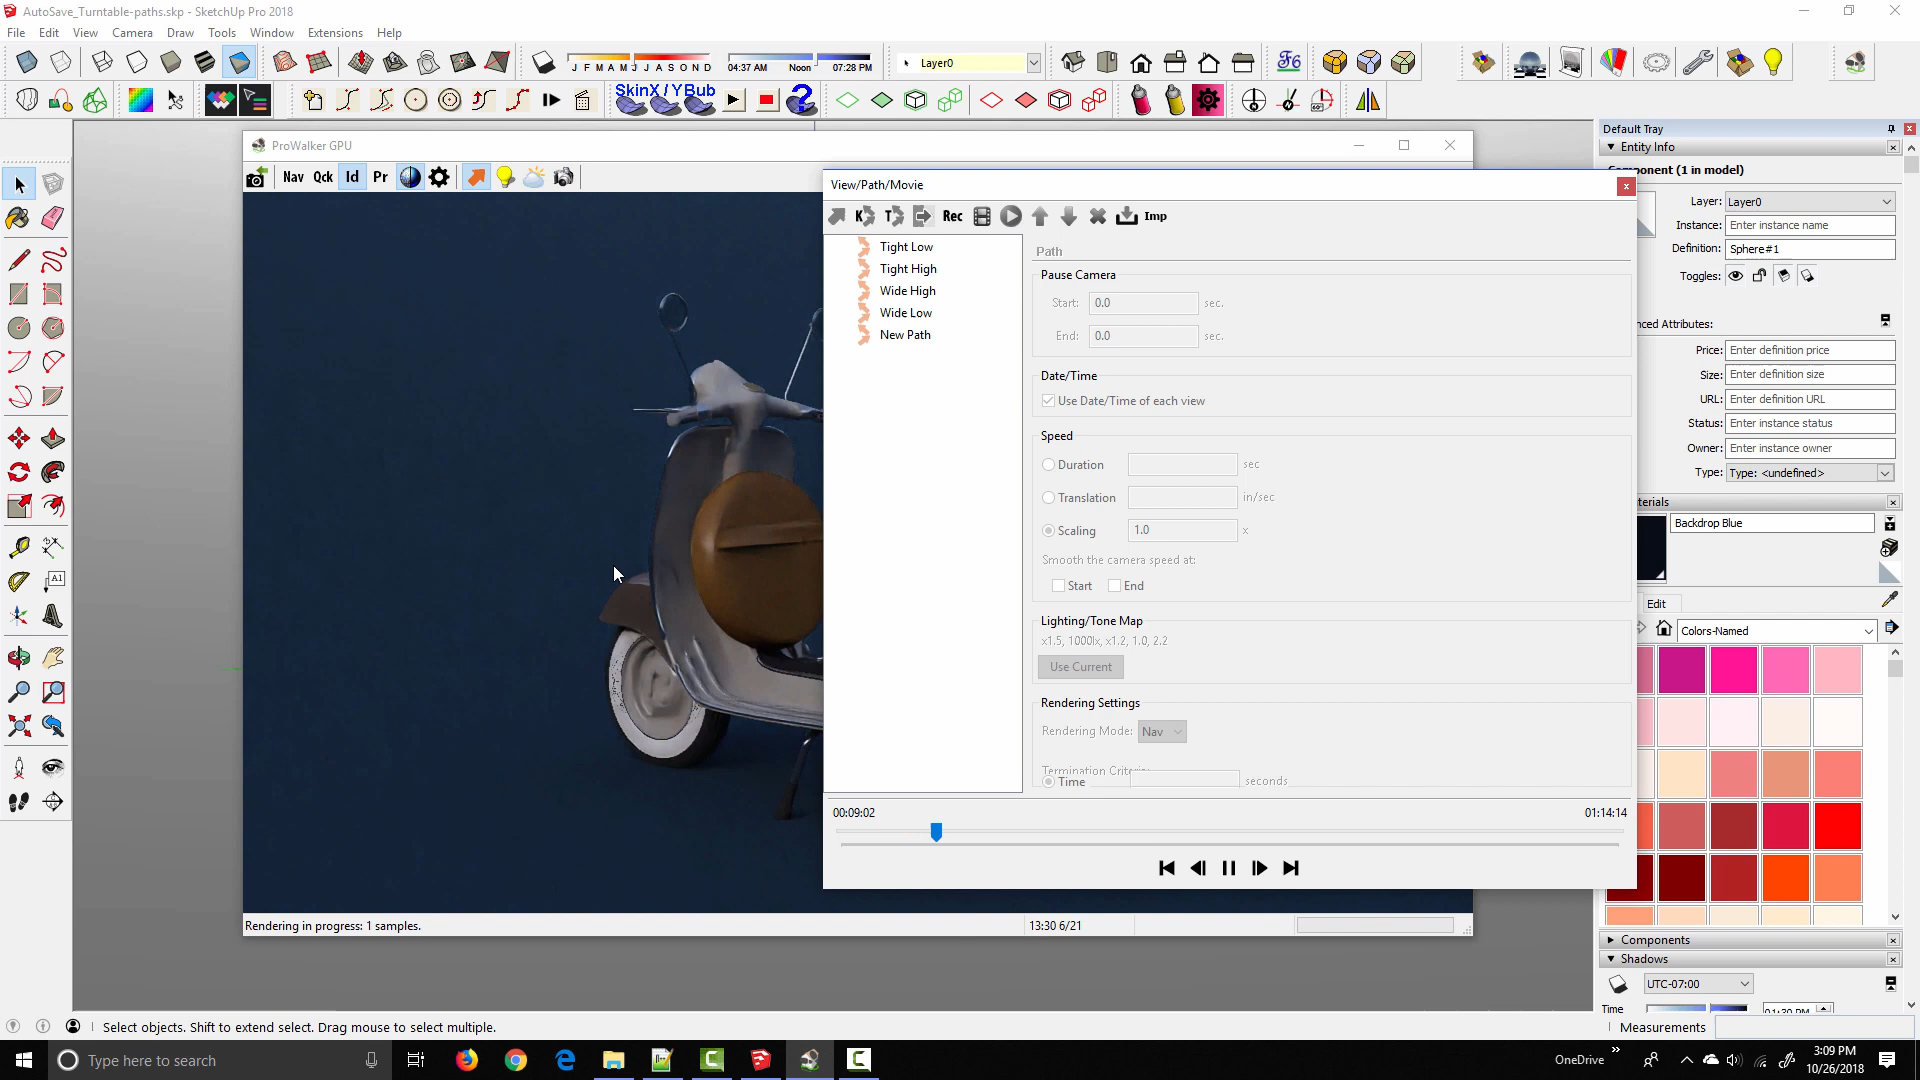 AutoSave_Turntable-paths.skp - SketchUp Pro 2018
File Edit View Camera Draw Tools Window Extensions Help
J F M A M J J A S O N D
04:37 AM Noon 07:28 PM
Layer0
SkinX / YBub
Default Tray
Entity Info
ProWalker GPU
Component (1 in model)
Nav Qck Id Pr
View/Path/Movie
Layer: Layer0
K T Rec Imp
Instance: Enter instance name
Tight Low
Path
Definition: Sphere#1
Tight High
Pause Camera
Toggles:
Wide High
Start: 0.0 sec.
Wide Low
New Path
End: 0.0 sec.
nced Attributes:
Price: Enter definition price
Date/Time
Size: Enter definition size
Use Date/Time of each view
URL: Enter definition URL
Status: Enter instance status
Speed
Owner: Enter instance owner
Duration sec
Type: Type: <undefined>
Translation in/sec
terials
Scaling 1.0 x
Backdrop Blue
Smooth the camera speed at:
Start End
Edit
Lighting/Tone Map
Colors-Named
x1.5, 1000lx, x1.2, 1.0, 2.2
Use Current
Rendering Settings
Rendering Mode: Nav
Termination Criteria:
Time seconds
00:09:02 01:14:14
Rendering in progress: 1 samples.
13:30 6/21
Components
Shadows
UTC-07:00
Time 01:30 PM
Select objects. Shift to extend select. Drag mouse to select multiple.
Measurements
Type here to search
OneDrive
3:09 PM
10/26/2018